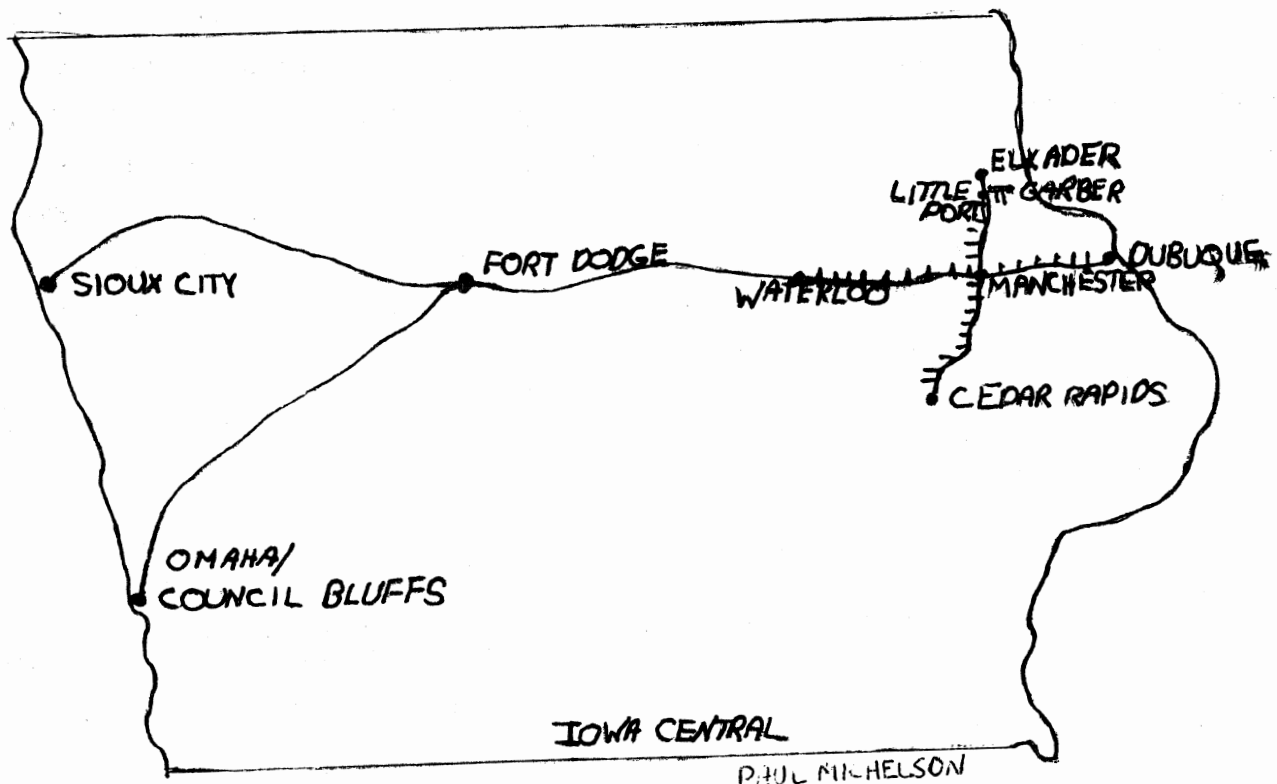 ELKADER
LITTLE
PORT
GARBER
FORT DODGE
DUBUQUE
SIOUX CITY
WATERLOO
MANCHESTER
CEDAR RAPIDS
OMAHA/
COUNCIL BLUFFS
IOWA CENTRAL
PAUL MICHELSON